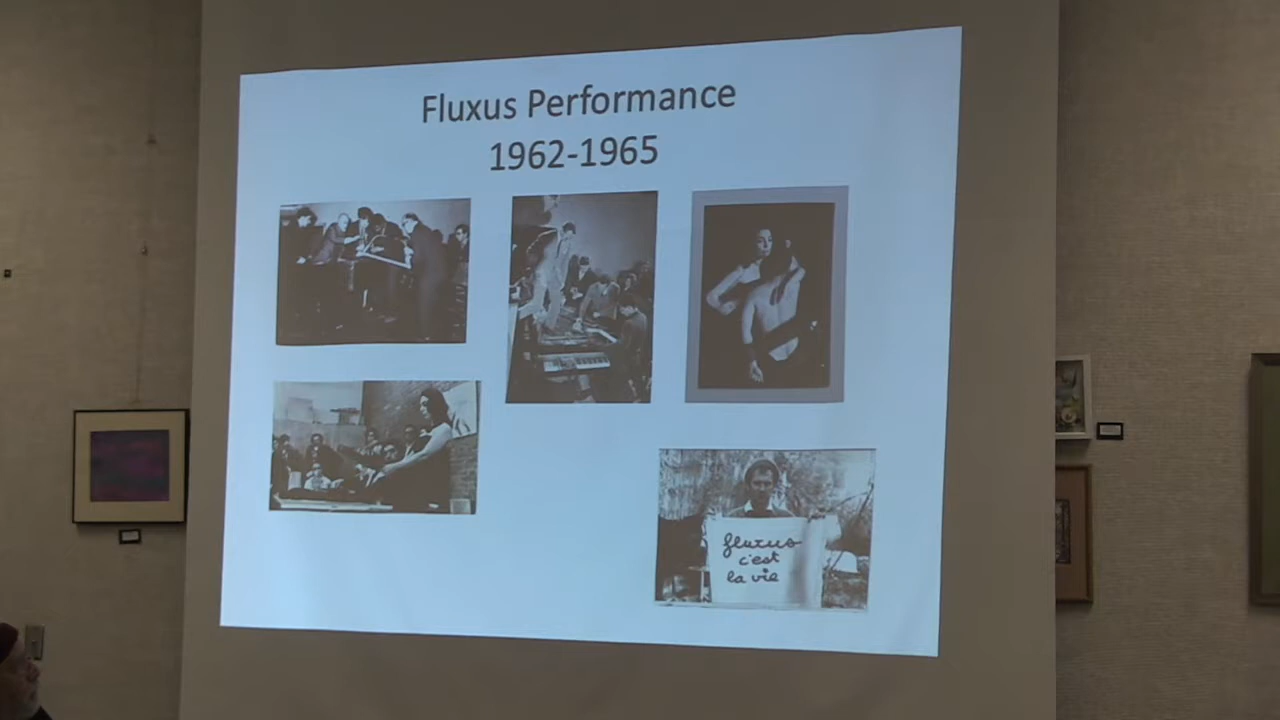 Fluxus Performance
1962-1965
fluxus
c'est
la vie